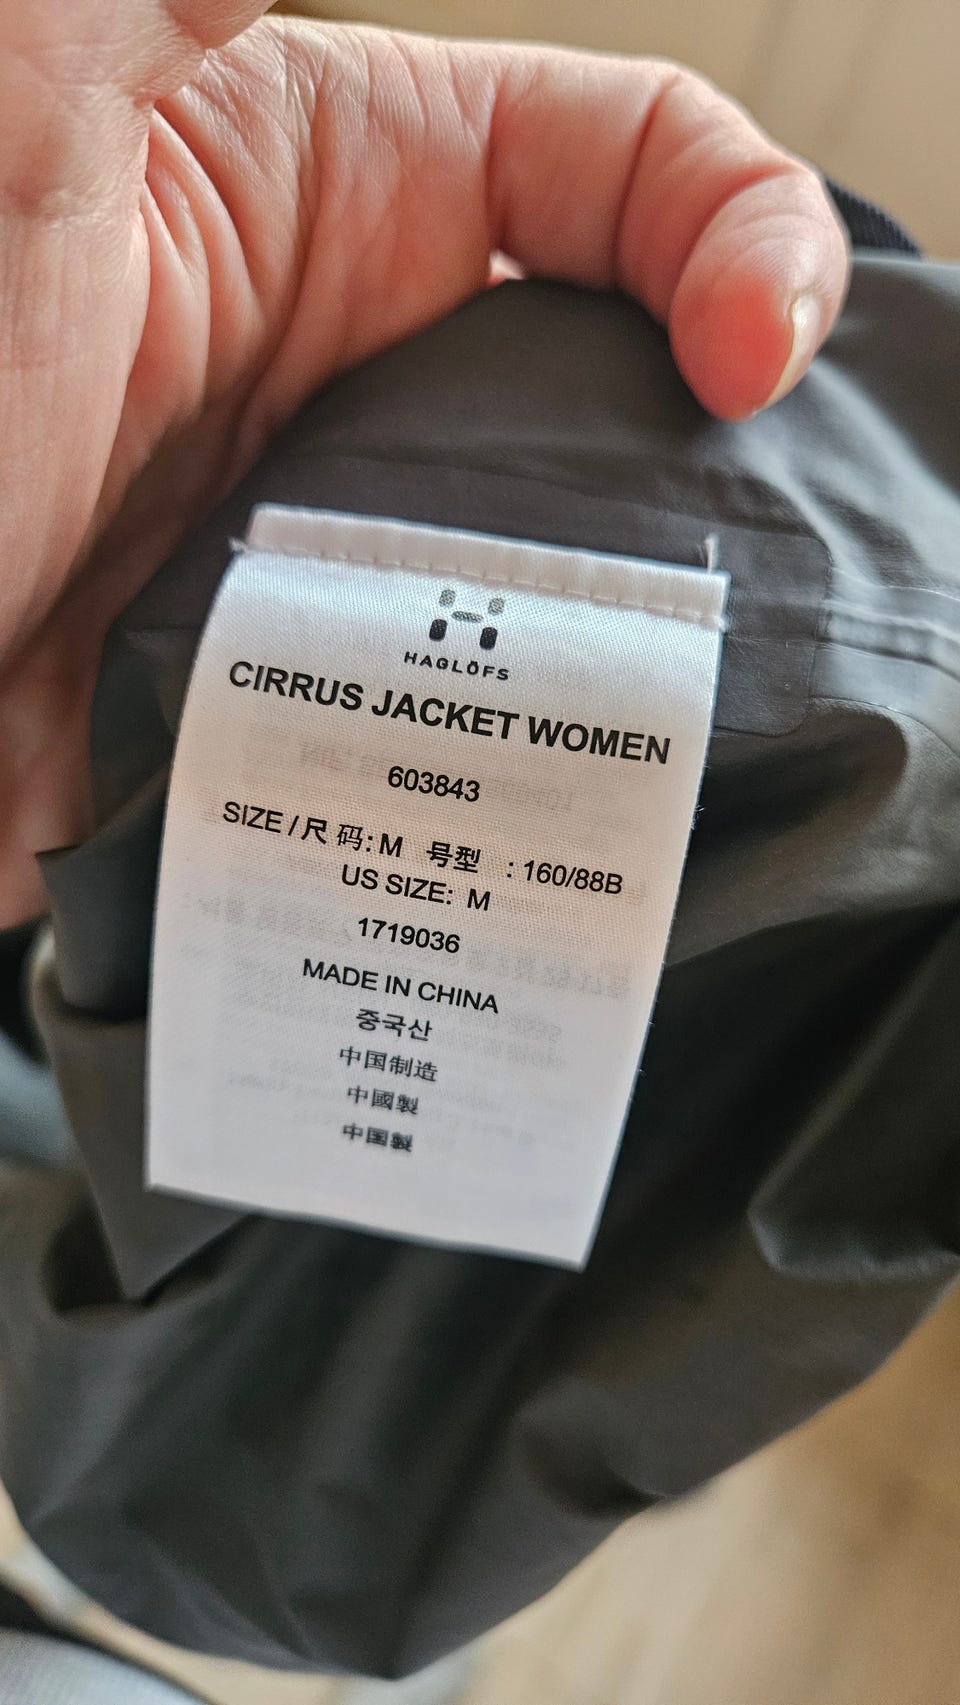 HAGLÖFS
CIRRUS JACKET WOMEN
603843
SIZE / 尺 码: M 号型 : 160/88B
US SIZE: M
1719036
MADE IN CHINA
중국산
中国制造
中國製
中国製